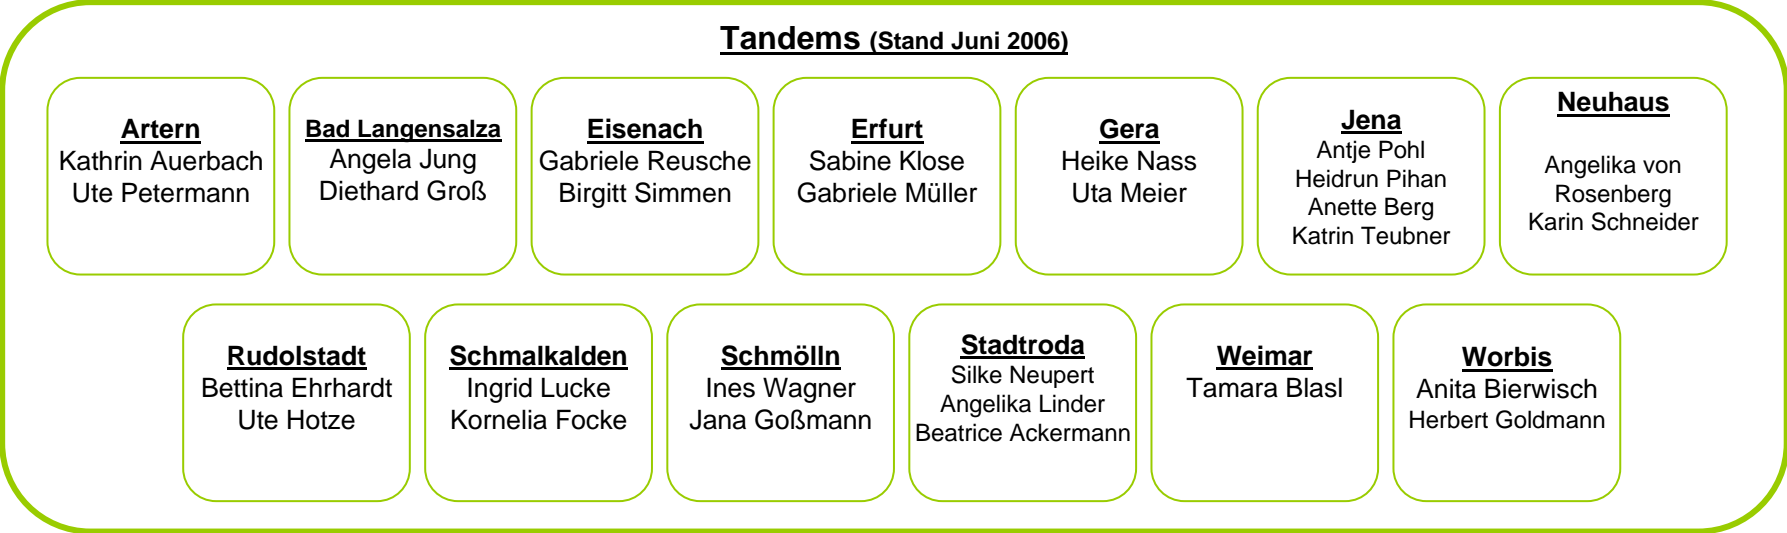 Tandems (Stand Juni 2006)
Artern
Kathrin Auerbach
Ute Petermann
Bad Langensalza
Angela Jung
Diethard Groß
Eisenach
Gabriele Reusche
Birgitt Simmen
Erfurt
Sabine Klose
Gabriele Müller
Gera
Heike Nass
Uta Meier
Jena
Antje Pohl
Heidrun Pihan
Anette Berg
Katrin Teubner
Neuhaus
Angelika von
Rosenberg
Karin Schneider
Rudolstadt
Bettina Ehrhardt
Ute Hotze
Schmalkalden
Ingrid Lucke
Kornelia Focke
Schmölln
Ines Wagner
Jana Goßmann
Stadtroda
Silke Neupert
Angelika Linder
Beatrice Ackermann
Weimar
Tamara Blasl
Worbis
Anita Bierwisch
Herbert Goldmann